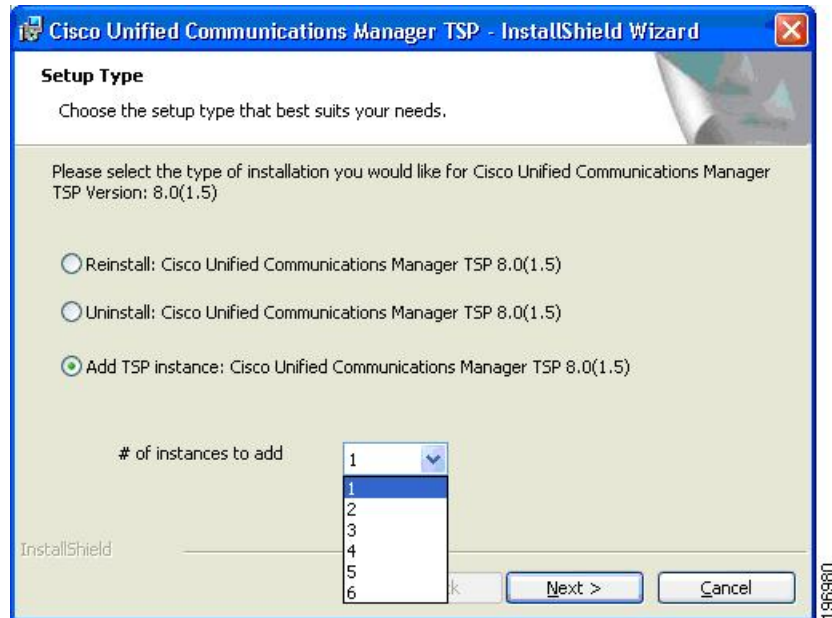 Cisco Unified Communications Manager TSP - InstallShield Wizard
Setup Type
Choose the setup type that best suits your needs.
Please select the type of installation you would like for Cisco Unified Communications Manager
TSP Version: 8.0(1.5)
Reinstall: Cisco Unified Communications Manager TSP 8.0(1.5)
Uninstall: Cisco Unified Communications Manager TSP 8.0(1.5)
Add TSP instance: Cisco Unified Communications Manager TSP 8.0(1.5)
# of instances to add
1
1
2
3
4
5
6
InstallShield
Next >
Cancel
196980